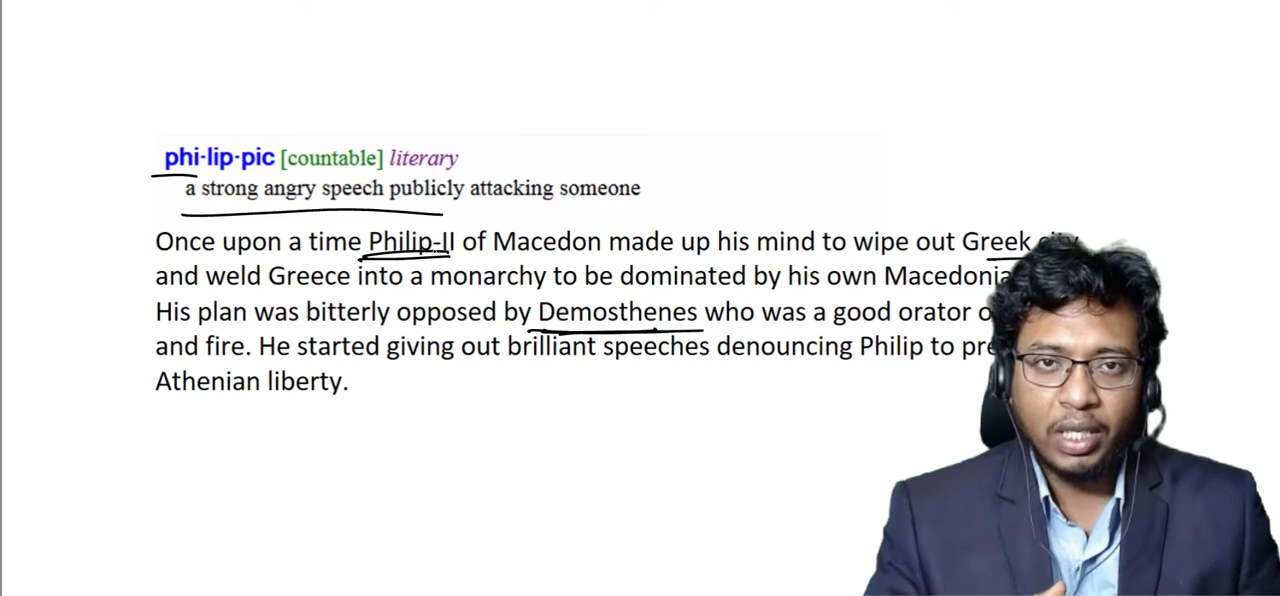 phi·lip·pic [countable] literary
a strong angry speech publicly attacking someone
Once upon a time Philip-II of Macedon made up his mind to wipe out Greek city
and weld Greece into a monarchy to be dominated by his own
His plan was bitterly opposed by Demosthenes who was a good orator
and fire. He started giving out brilliant speeches denouncing Philip to
Athenian liberty.